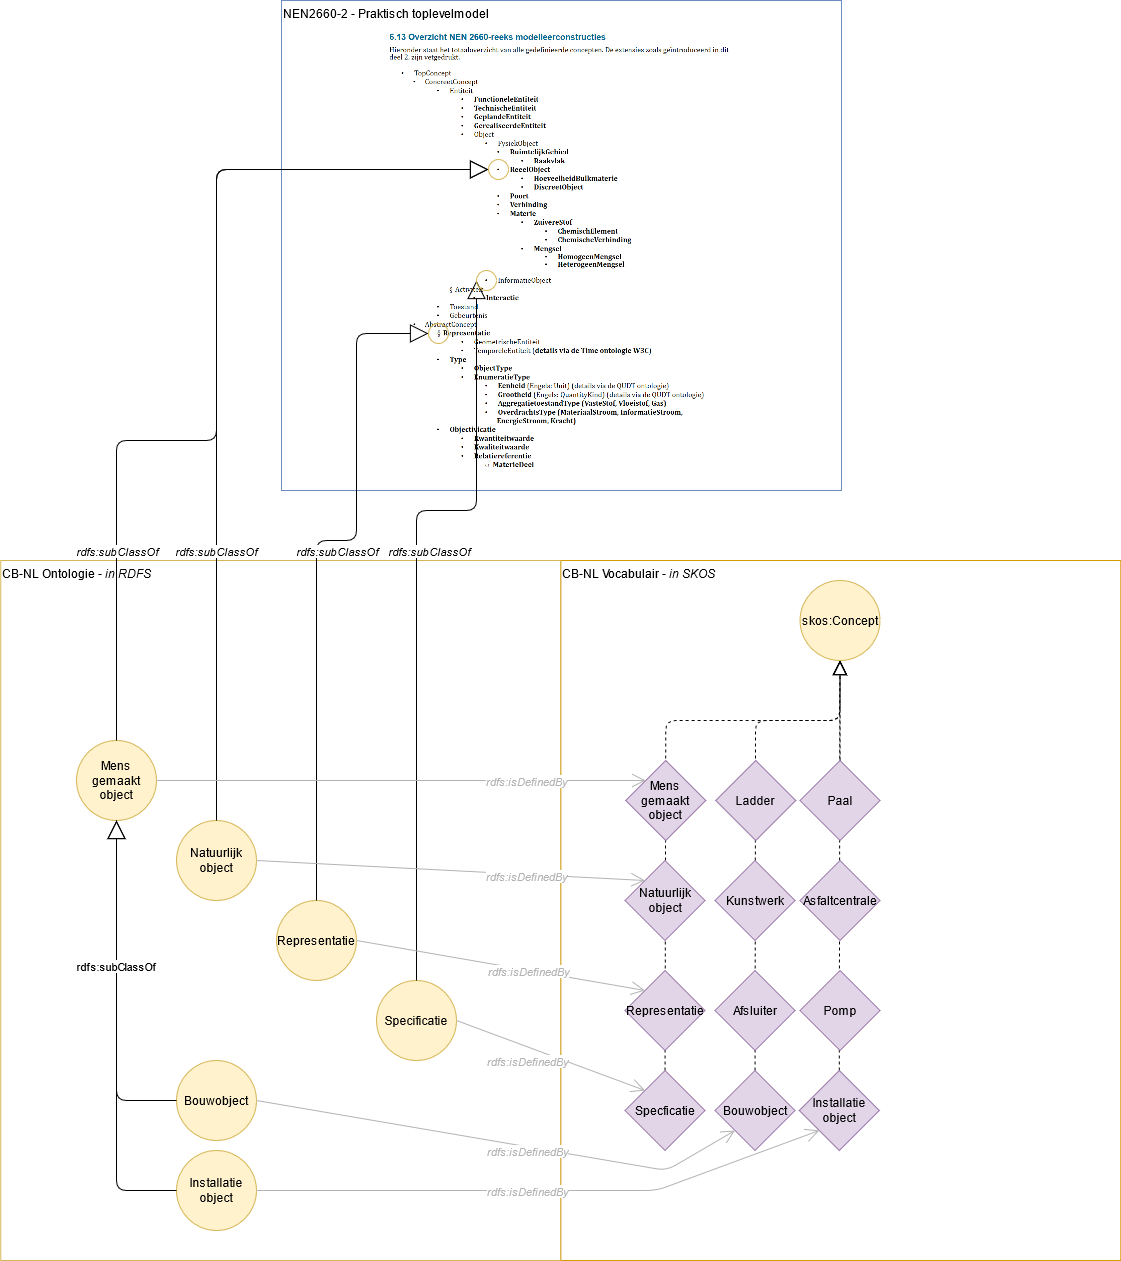 NEN2660-2 - Praktisch toplevelmodel
6.13 Overzicht NEN 2660-reeks modelleerconstructies
Hieronder staat het totaaloverzicht van alle gedefinieerde concepten. De extensies zoals geïntroduceerd in dit
deel 2, zijn vetgedrukt.
• TopConcept
• ConcreetConcept
• Entiteit
• FunctioneleEntiteit
• TechnischeEntiteit
• GeplandeEntiteit
• GerealiseerdeEntiteit
• Object
• FysiekObject
• RuimtelijkGebied
• Raakvlak
• ReeelObject
• HoeveelheidBulkmaterie
• DiscreetObject
• Poort
• Verbinding
• Materie
• ZuivereStof
• ChemischElement
• ChemischeVerbinding
• Mengsel
• HomogeenMengsel
• HeterogeenMengsel
• InformatieObject
§ Activiteit
Interactie
• Toestand
• Gebeurtenis
• AbstractConcept
§ Representatie
• GeometrischeEntiteit
• TemporeleEntiteit (details via de Time ontologie W3C)
• Type
• ObjectType
• EnumeratieType
• Eenheid (Engels: Unit) (details via de QUDT ontologie)
• Grootheid (Engels: QuantityKind) (details via de QUDT ontologie)
• AggregatietoestandType (VasteStof, Vloeistof, Gas)
• OverdrachtsType (MateriaalStroom, InformatieStroom,
EnergieStroom, Kracht)
• Objectivicatie
• Kwantiteitwaarde
• Kwaliteitwaarde
• Relatiereferentie
MateriaDeel
rdfs:subClassOf
rdfs:subClassOf
rdfs:subClassOf
rdfs:subClassOf
CB-NL Ontologie - in RDFS
CB-NL Vocabulair - in SKOS
skos:Concept
Mens
gemaakt
object
rdfs:isDefinedBy
Mens
gemaakt
object
Ladder
Paal
Natuurlijk
object
rdfs:isDefinedBy
Natuurlijk
object
Kunstwerk
Asfaltcentrale
Representatie
rdfs:subClassOf
rdfs:isDefinedBy
Representatie
Afsluiter
Pomp
Specificatie
rdfs:isDefinedBy
Specficatie
Bouwobject
Installatie
object
Bouwobject
rdfs:isDefinedBy
Installatie
object
rdfs:isDefinedBy